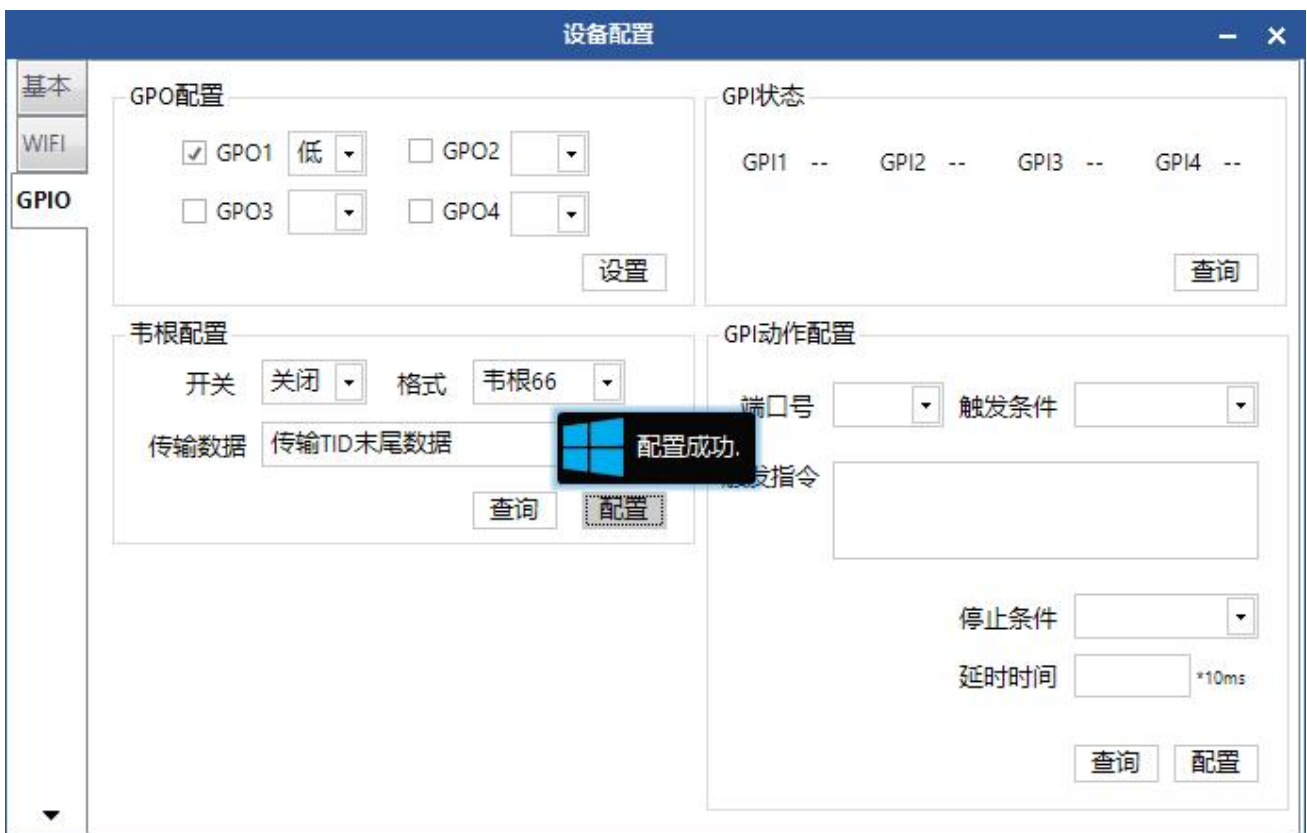 设备配置
基本
WIFI
GPIO
GPO配置
GPO1 低 GPO2
GPO3 GPO4
设置
GPI状态
GPI1 -- GPI2 -- GPI3 -- GPI4 --
查询
韦根配置
开关 关闭 格式 韦根66
传输数据 传输TID末尾数据
查询 配置
配置成功.
GPI动作配置
端口号 触发条件
发指令
停止条件
延时时间 *10ms
查询 配置